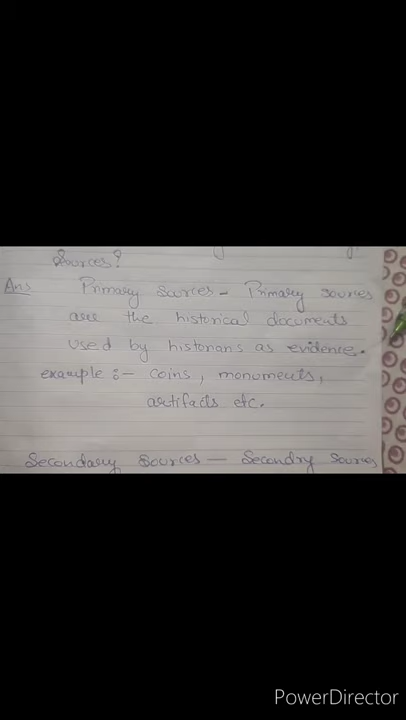 Sources?
Ans Primary Sources - Primary sources
are the historical documents
used by historians as evidence.
example :- coins, monuments,
artifacts etc.
Secondary Sources — Secondry Sources
PowerDirector